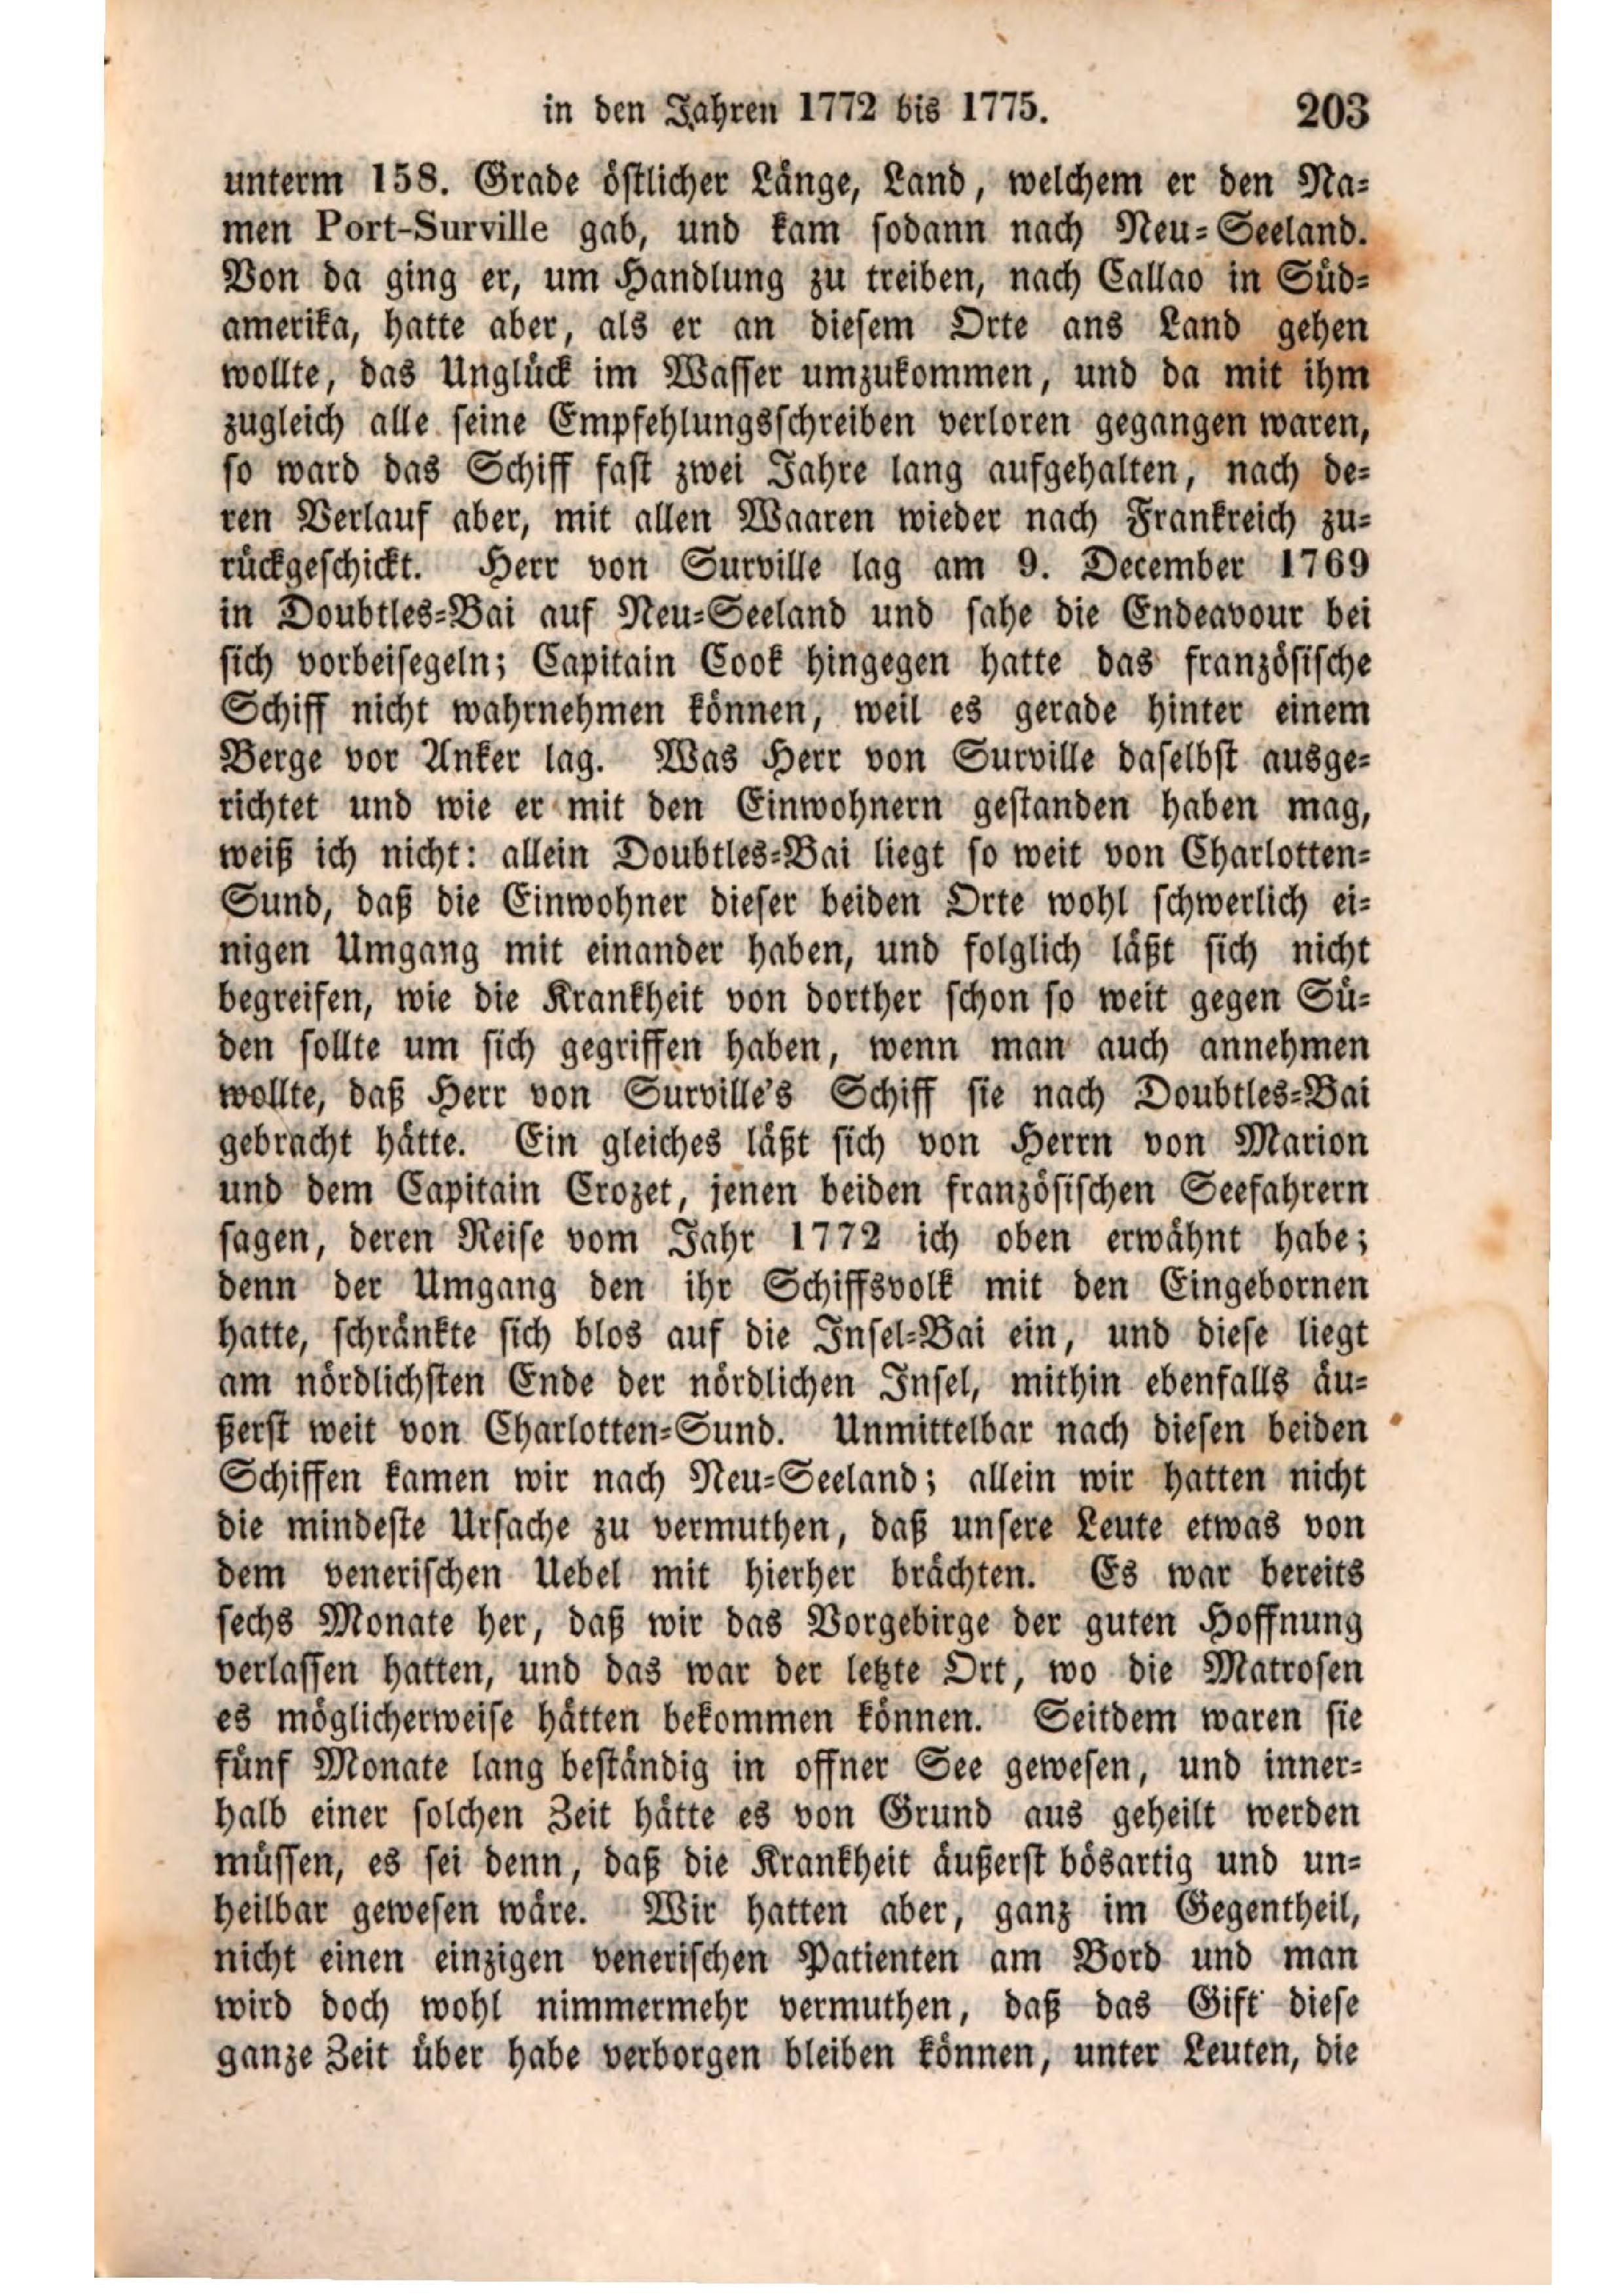 in den Jahren 1772 bis 1775. 203
unterm 158. Grade östlicher Länge, Land, welchem er den Na-
men Port-Surville gab, und kam sodann nach Neu-Seeland.
Von da ging er, um Handlung zu treiben, nach Callao in Süd-
amerika, hatte aber, als er an diesem Orte ans Land gehen
wollte, das Unglück im Wasser umzukommen, und da mit ihm
zugleich alle seine Empfehlungsschreiben verloren gegangen waren,
so ward das Schiff fast zwei Jahre lang aufgehalten, nach de-
ren Verlauf aber, mit allen Waaren wieder nach Frankreich zu-
rückgeschickt. Herr von Surville lag am 9. December 1769
in Doubtles-Bai auf Neu-Seeland und sahe die Endeavour bei
sich vorbeisegeln; Capitain Cook hingegen hatte das französische
Schiff nicht wahrnehmen können, weil es gerade hinter einem
Berge vor Anker lag. Was Herr von Surville daselbst ausge-
richtet und wie er mit den Einwohnern gestanden haben mag,
weiß ich nicht: allein Doubtles-Bai liegt so weit von Charlotten-
Sund, daß die Einwohner dieser beiden Orte wohl schwerlich ei-
nigen Umgang mit einander haben, und folglich läßt sich nicht
begreifen, wie die Krankheit von dorther schon so weit gegen Sü-
den sollte um sich gegriffen haben, wenn man auch annehmen
wollte, daß Herr von Surville's Schiff sie nach Doubtles-Bai
gebracht hätte. Ein gleiches läßt sich von Herrn von Marion
und dem Capitain Crozet, jenen beiden französischen Seefahrern
sagen, deren Reise vom Jahr 1772 ich oben erwähnt habe;
denn der Umgang den ihr Schiffsvolk mit den Eingebornen
hatte, schränkte sich blos auf die Insel-Bai ein, und diese liegt
am nördlichsten Ende der nördlichen Insel, mithin ebenfalls äu-
ßerst weit von Charlotten-Sund. Unmittelbar nach diesen beiden
Schiffen kamen wir nach Neu-Seeland; allein wir hatten nicht
die mindeste Ursache zu vermuthen, daß unsere Leute etwas von
dem venerischen Uebel mit hierher brächten. Es war bereits
sechs Monate her, daß wir das Vorgebirge der guten Hoffnung
verlassen hatten, und das war der letzte Ort, wo die Matrosen
es möglicherweise hätten bekommen können. Seitdem waren sie
fünf Monate lang beständig in offner See gewesen, und inner-
halb einer solchen Zeit hätte es von Grund aus geheilt werden
müssen, es sei denn, daß die Krankheit äußerst bösartig und un-
heilbar gewesen wäre. Wir hatten aber, ganz im Gegentheil,
nicht einen einzigen venerischen Patienten am Bord und man
wird doch wohl nimmermehr vermuthen, daß das Gift diese
ganze Zeit über habe verborgen bleiben können, unter Leuten, die